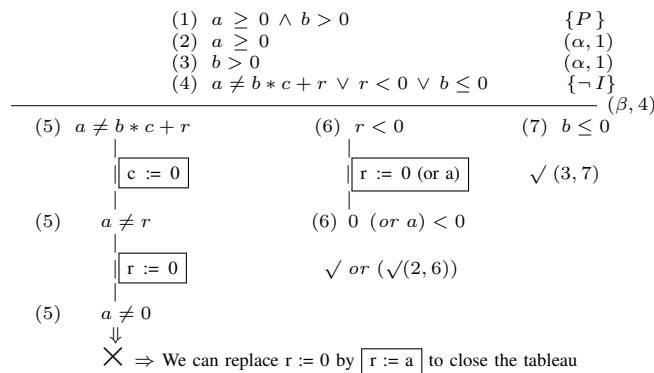 (1) a ≥ 0 ∧ b > 0 {P}
(2) a ≥ 0 (α, 1)
(3) b > 0 (α, 1)
(4) a ≠ b ∗ c + r ∨ r < 0 ∨ b ≤ 0 {¬ I}
(β, 4)
(5) a ≠ b ∗ c + r (6) r < 0 (7) b ≤ 0
c := 0 r := 0 (or a) √ (3, 7)
(5) a ≠ r (6) 0 (or a) < 0
r := 0 √ or (√(2, 6))
(5) a ≠ 0
⇓
✕ ⇒ We can replace r := 0 by r := a to close the tableau